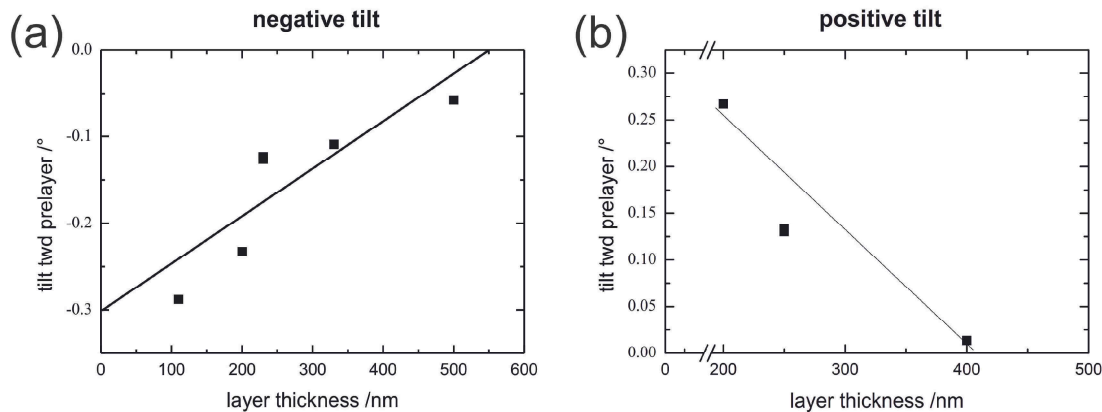 (a)
negative tilt
0.0
-0.1
-0.2
-0.3
tilt twd prelayer /°
0 100 200 300 400 500 600
layer thickness /nm
(b)
positive tilt
0.30
0.25
0.20
0.15
0.10
0.05
0.00
tilt twd prelayer /°
0 200 300 400 500
layer thickness /nm